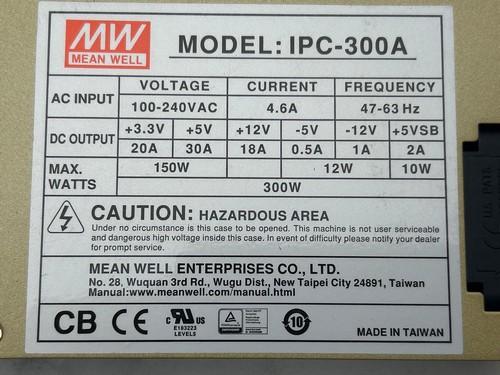 MW
MEAN WELL
MODEL: IPC-300A
AC INPUT VOLTAGE CURRENT FREQUENCY
100-240VAC 4.6A 47-63 Hz
DC OUTPUT +3.3V +5V +12V -5V -12V +5VSB
20A 30A 18A 0.5A 1A 2A
MAX. WATTS 150W 12W 10W
300W
CAUTION: HAZARDOUS AREA
Under no circumstance is this case to be opened. This machine is not user serviceable
and dangerous high voltage inside this case. In event of difficulty please notify your dealer
for prompt service.
MEAN WELL ENTERPRISES CO., LTD.
No. 28, Wuquan 3rd Rd., Wugu Dist., New Taipei City 24891, Taiwan
Manual:www.meanwell.com/manual.html
CB CE c RU US
E183223
LEVEL5
10
MADE IN TAIWAN